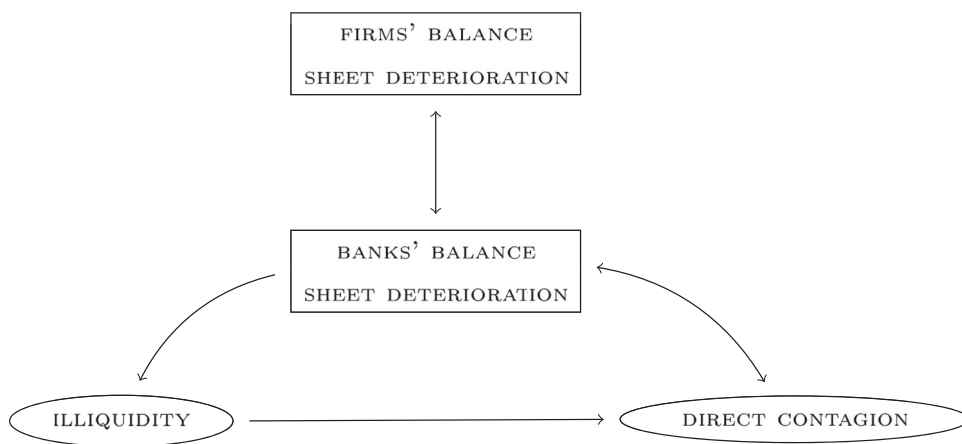 FIRMS' BALANCE
SHEET DETERIORATION
BANKS' BALANCE
SHEET DETERIORATION
ILLIQUIDITY
DIRECT CONTAGION